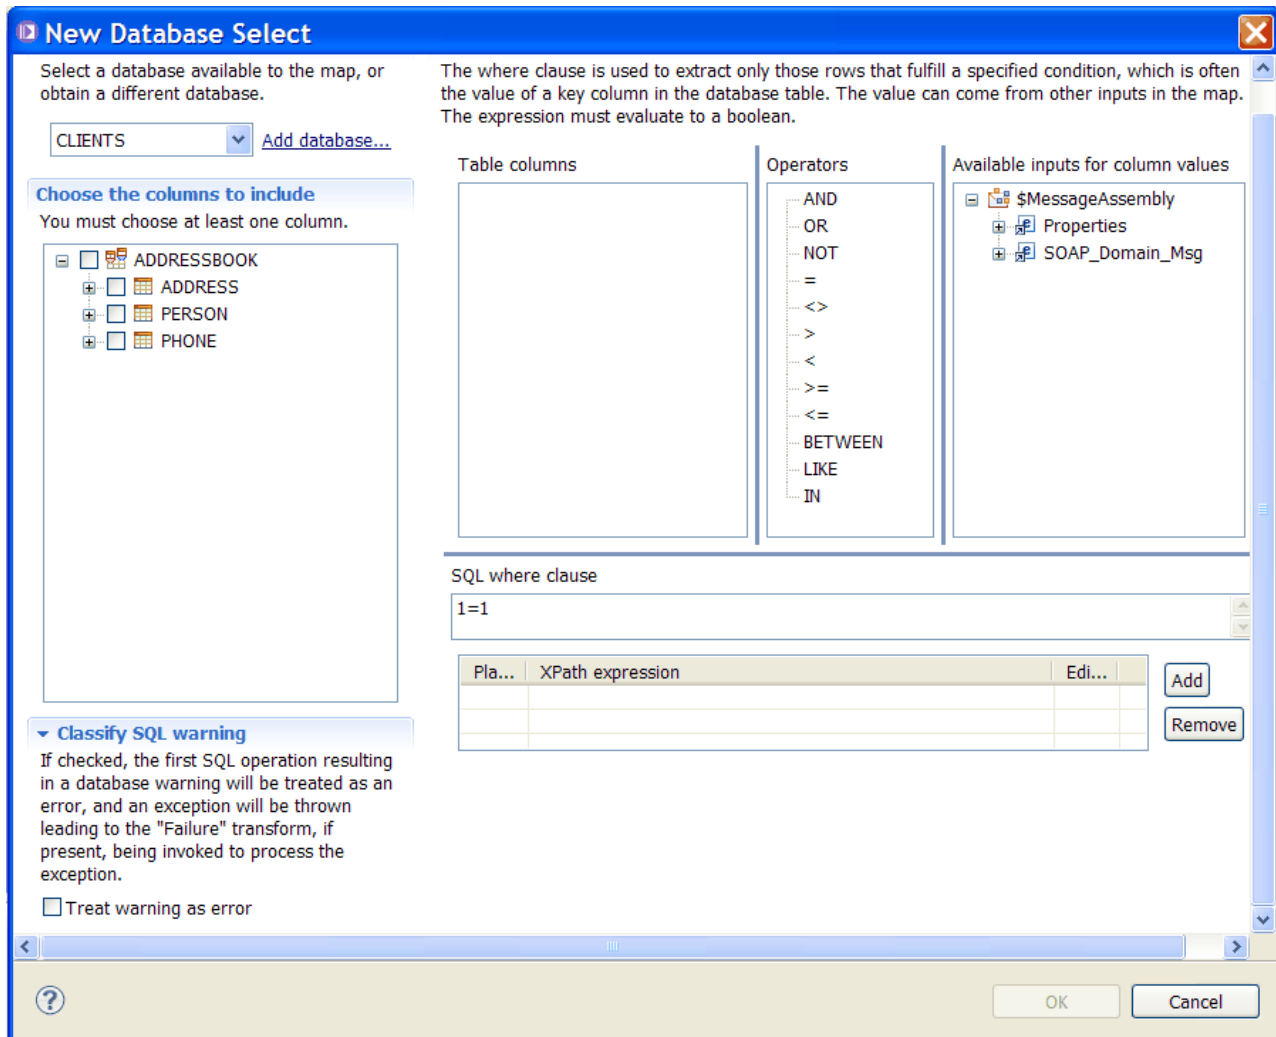 New Database Select
Select a database available to the map, or
obtain a different database.
CLIENTS
Add database...
Choose the columns to include
You must choose at least one column.
ADDRESSBOOK
ADDRESS
PERSON
PHONE
Classify SQL warning
If checked, the first SQL operation resulting
in a database warning will be treated as an
error, and an exception will be thrown
leading to the "Failure" transform, if
present, being invoked to process the
exception.
Treat warning as error
The where clause is used to extract only those rows that fulfill a specified condition, which is often
the value of a key column in the database table. The value can come from other inputs in the map.
The expression must evaluate to a boolean.
Table columns
Operators
AND
OR
NOT
=
<>
>
<
>=
<=
BETWEEN
LIKE
IN
Available inputs for column values
$MessageAssembly
Properties
SOAP_Domain_Msg
SQL where clause
1=1
Pla... XPath expression Edi...
Add
Remove
OK
Cancel